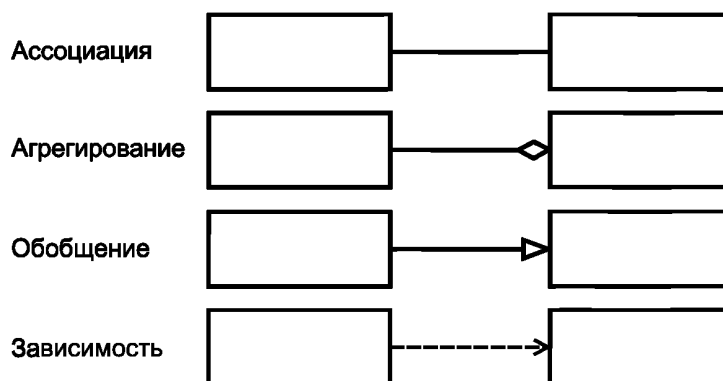 Ассоциация
Агрегирование
Обобщение
Зависимость